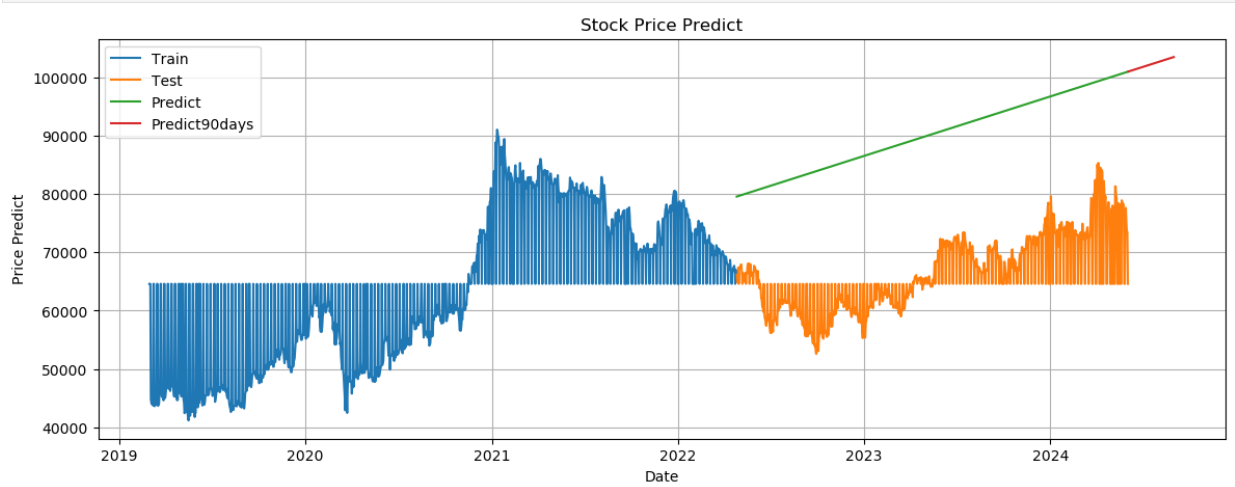 Stock Price Predict
Train
Test
Predict
Predict90days
100000
90000
80000
70000
60000
50000
40000
Price Predict
2019 2020 2021 2022 2023 2024
Date